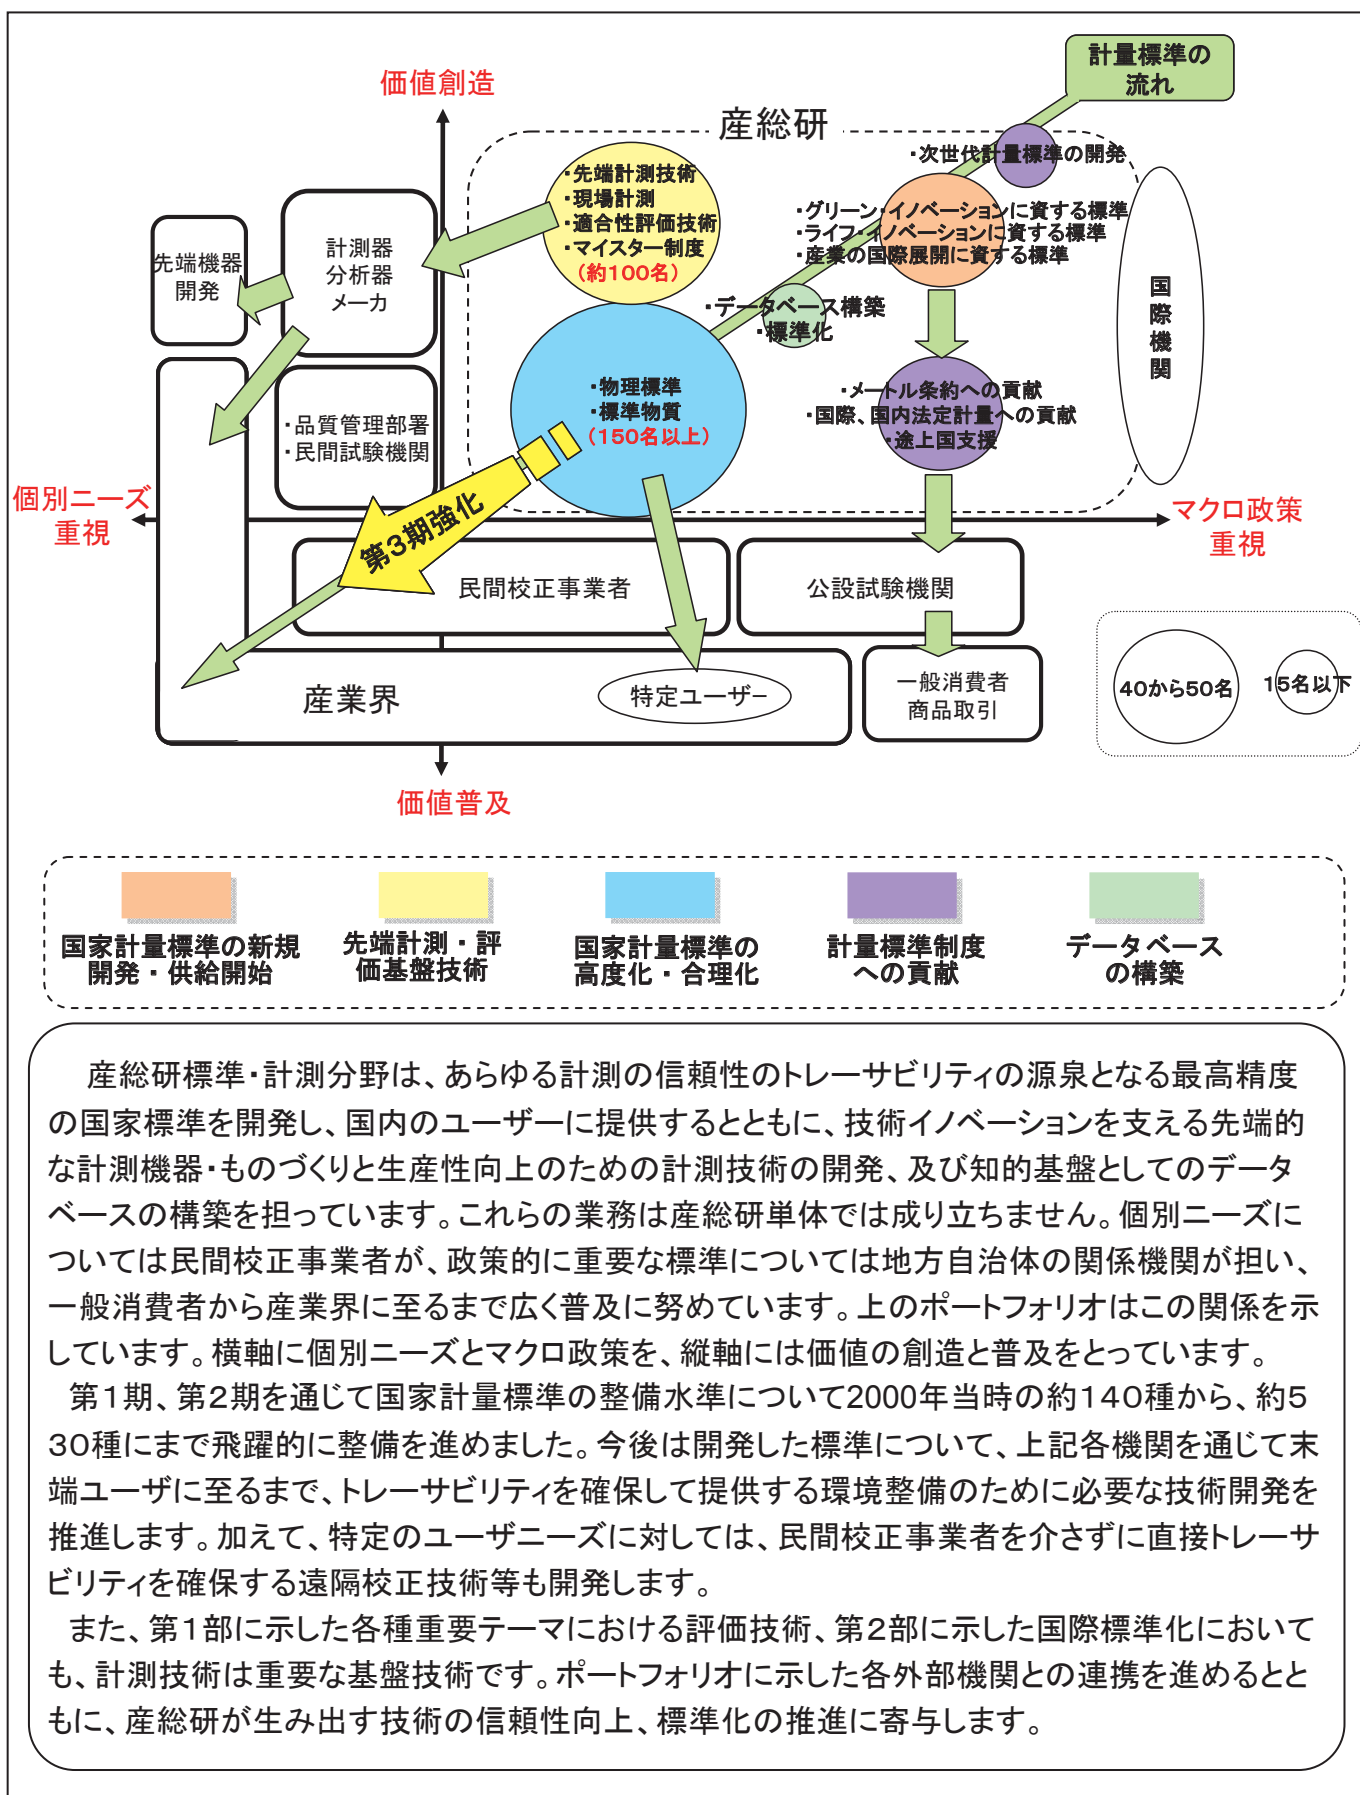 計量標準の
流れ
価値創造
産総研
・次世代計量標準の開発
・先端計測技術
・現場計測
・適合性評価技術
・マイスター制度
（約１００名）
・グリーン・イノベーションに資する標準
・ライフ・イノベーションに資する標準
・産業の国際展開に資する標準
計測器
分析器
メーカ
先端機器
開発
国際機関
・データベース構築
・標準化
・物理標準
・標準物質
（１５０名以上）
・メートル条約への貢献
・国際、国内法定計量への貢献
・途上国支援
・品質管理部署
・民間試験機関
個別ニーズ
重視
マクロ政策
重視
第３期強化
民間校正事業者
公設試験機関
産業界
特定ユーザー
一般消費者
商品取引
４０から５０名
１５名以下
価値普及
国家計量標準の新規
開発・供給開始
先端計測・評
価基盤技術
国家計量標準の
高度化・合理化
計量標準制度
への貢献
データベース
の構築
産総研標準・計測分野は、あらゆる計測の信頼性のトレーサビリティの源泉となる最高精度
の国家標準を開発し、国内のユーザーに提供するとともに、技術イノベーションを支える先端的
な計測機器・ものづくりと生産性向上のための計測技術の開発、及び知的基盤としてのデータ
ベースの構築を担っています。これらの業務は産総研単体では成り立ちません。個別ニーズに
ついては民間校正事業者が、政策的に重要な標準については地方自治体の関係機関が担い、
一般消費者から産業界に至るまで広く普及に努めています。上のポートフォリオはこの関係を示
しています。横軸に個別ニーズとマクロ政策を、縦軸には価値の創造と普及をとっています。
第１期、第２期を通じて国家計量標準の整備水準について2000年当時の約１４０種から、約５
３０種にまで飛躍的に整備を進めました。今後は開発した標準について、上記各機関を通じて末
端ユーザに至るまで、トレーサビリティを確保して提供する環境整備のために必要な技術開発を
推進します。加えて、特定のユーザニーズに対しては、民間校正事業者を介さずに直接トレーサ
ビリティを確保する遠隔校正技術等も開発します。
また、第１部に示した各種重要テーマにおける評価技術、第２部に示した国際標準化において
も、計測技術は重要な基盤技術です。ポートフォリオに示した各外部機関との連携を進めるとと
もに、産総研が生み出す技術の信頼性向上、標準化の推進に寄与します。